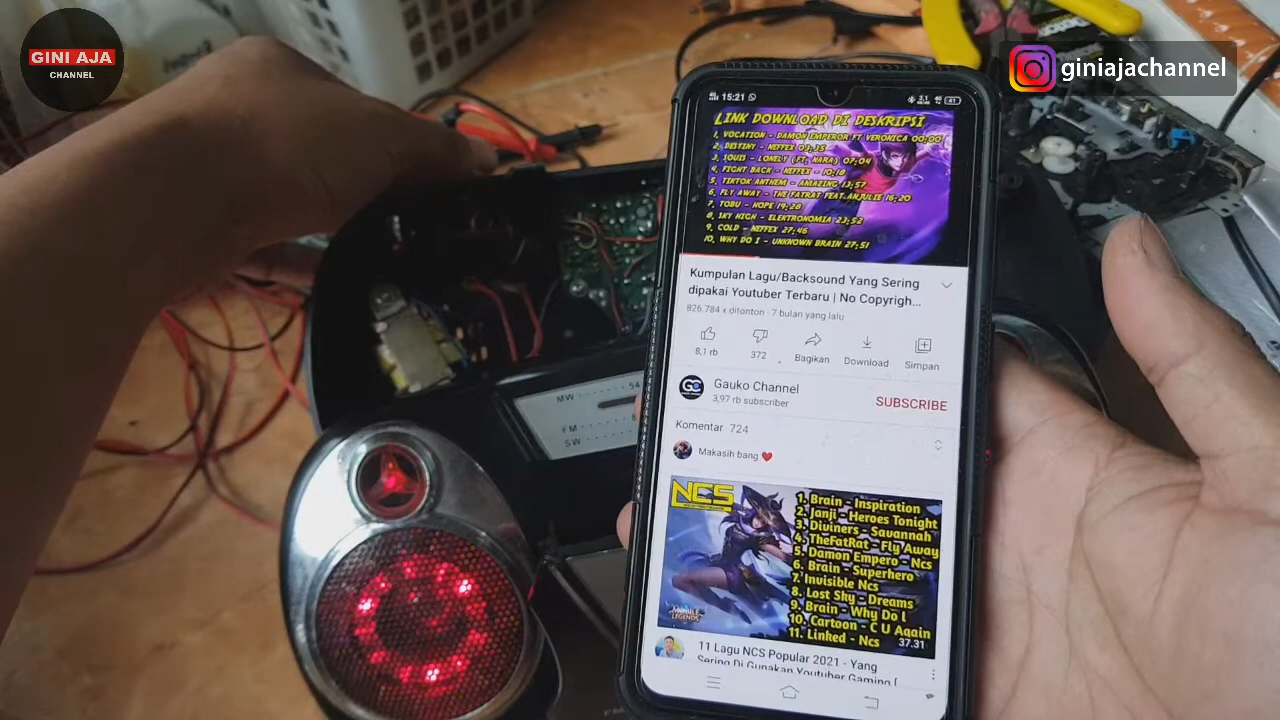 GINI AJA
CHANNEL
giniajachannel
15:21
LINK DOWNLOAD DI DESKRIPSI
1, VOCATION - DAMON EMPEROR FT VERONICA 00;00
2, DESTINY - NEFFEX 03;35
3, 3OUIS - LONELY (FT. NARA) 07;04
4, FIGHT BACK - NEFFEX - 10;18
5, TIKTOK ANTHEM - AMAZING 13;57
6, FLY AWAY - THE FATRAT FEAT.ANJULIE 16;20
7, TOBU - HOPE 19;28
8, SKY HIGH - ELEKTRONOMIA 23;52
9, COLD - NEFFEX 27;46
10, WHY DO I - UNKNOWN BRAIN 27;51
Kumpulan Lagu/Backsound Yang Sering
dipakai Youtuber Terbaru | No Copyrigh...
826.784 x ditonton · 7 bulan yang lalu
8,1 rb
372
Bagikan
Download
Simpan
GC
Gauko Channel
3,97 rb subscriber
SUBSCRIBE
Komentar 724
Makasih bang
NCS
1. Brain - Inspiration
2. Janji - Heroes Tonight
3. Diviners - Savannah
4. TheFatRat - Fly Away
5. Damon Empero - Ncs
6. Brain - Superhero
7. Invisible Ncs
8. Lost Sky - Dreams
9. Brain - Why Do I
10. Cartoon - C U Again
11. Linked - Ncs
37.31
MOBILE
LEGENDS
11 Lagu NCS Popular 2021 - Yang
Sering Di Gunakan Youtuber Gaming [
MW
54
FM
SW